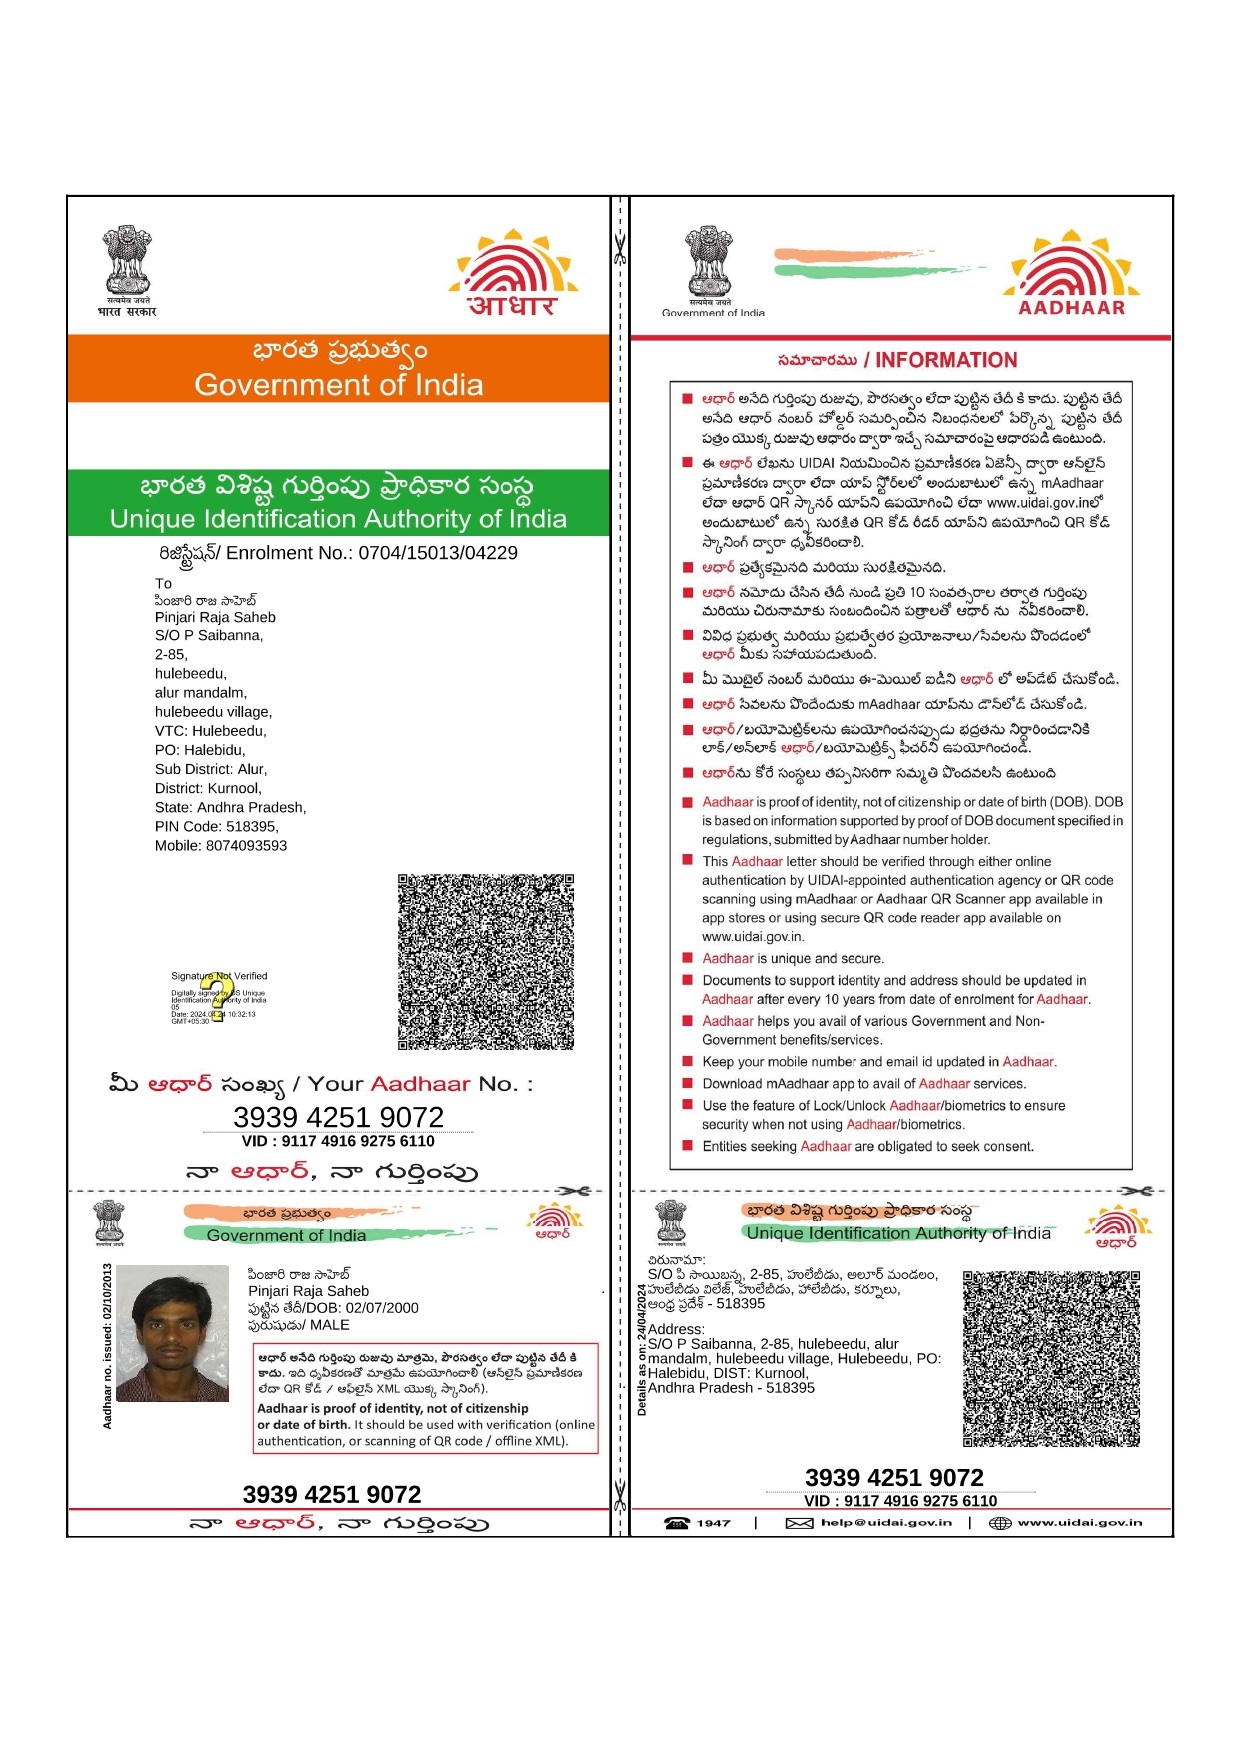 सत्यमेव जयते
भारत सरकार
आधार
భారత ప్రభుత్వం
Government of India
భారత విశిష్ట గుర్తింపు ప్రాధికార సంస్థ
Unique Identification Authority of India
రిజిస్ట్రేషన్/ Enrolment No.: 0704/15013/04229
To
పింజారి రాజ సాహెబ్
Pinjari Raja Saheb
S/O P Saibanna,
2-85,
hulebeedu,
alur mandalm,
hulebeedu village,
VTC: Hulebeedu,
PO: Halebidu,
Sub District: Alur,
District: Kurnool,
State: Andhra Pradesh,
PIN Code: 518395,
Mobile: 8074093593
Signature Not Verified
Digitally signed by DS Unique
Identification Authority of India
05
Date: 2024.04.24 10:32:13
GMT+05:30
మీ ఆధార్ సంఖ్య / Your Aadhaar No. :
3939 4251 9072
VID : 9117 4916 9275 6110
నా ఆధార్, నా గుర్తింపు
భారత ప్రభుత్వం
Government of India
ఆధార్
Aadhaar no. issued: 02/10/2013
పింజారి రాజ సాహెబ్
Pinjari Raja Saheb
పుట్టిన తేదీ/DOB: 02/07/2000
పురుషుడు/ MALE
ఆధార్ అనేది గుర్తింపు రుజువు మాత్రమే, పౌరసత్వం లేదా పుట్టిన తేదీ కి
కాదు. ఇది ధృవీకరణతో మాత్రమే ఉపయోగించాలి (ఆన్‌లైన్ ప్రమాణీకరణ
లేదా QR కోడ్ / ఆఫ్‌లైన్ XML యొక్క స్కానింగ్).
Aadhaar is proof of identity, not of citizenship
or date of birth. It should be used with verification (online
authentication, or scanning of QR code / offline XML).
3939 4251 9072
నా ఆధార్, నా గుర్తింపు
सत्यमेव जयते
Government of India
AADHAAR
సమాచారము / INFORMATION
ఆధార్ అనేది గుర్తింపు రుజువు, పౌరసత్వం లేదా పుట్టిన తేదీ కి కాదు. పుట్టిన తేదీ
అనేది ఆధార్ నంబర్ హోల్డర్ సమర్పించిన నిబంధనలలో పేర్కొన్న పుట్టిన తేదీ
పత్రం యొక్క రుజువు ఆధారం ద్వారా ఇచ్చే సమాచారంపై ఆధారపడి ఉంటుంది.
ఈ ఆధార్ లేఖను UIDAI నియమించిన ప్రమాణీకరణ ఏజెన్సీ ద్వారా ఆన్‌లైన్
ప్రమాణీకరణ ద్వారా లేదా యాప్ స్టోర్‌లలో అందుబాటులో ఉన్న mAadhaar
లేదా ఆధార్ QR స్కానర్ యాప్‌ని ఉపయోగించి లేదా www.uidai.gov.inలో
అందుబాటులో ఉన్న సురక్షిత QR కోడ్ రీడర్ యాప్‌ని ఉపయోగించి QR కోడ్
స్కానింగ్ ద్వారా ధృవీకరించాలి.
ఆధార్ ప్రత్యేకమైనది మరియు సురక్షితమైనది.
ఆధార్ నమోదు చేసిన తేదీ నుండి ప్రతి 10 సంవత్సరాల తర్వాత గుర్తింపు
మరియు చిరునామాకు సంబందించిన పత్రాలతో ఆధార్ ను నవీకరించాలి.
వివిధ ప్రభుత్వ మరియు ప్రభుత్వేతర ప్రయోజనాలు/సేవలను పొందడంలో
ఆధార్ మీకు సహాయపడుతుంది.
మీ మొబైల్ నంబర్ మరియు ఈ-మెయిల్ ఐడీని ఆధార్ లో అప్‌డేట్ చేసుకోండి.
ఆధార్ సేవలను పొందేందుకు mAadhaar యాప్‌ను డౌన్‌లోడ్ చేసుకోండి.
ఆధార్/బయోమెట్రిక్‌లను ఉపయోగించనప్పుడు భద్రతను నిర్ధారించడానికి
లాక్/అన్‌లాక్ ఆధార్/బయోమెట్రిక్స్ ఫీచర్‌ని ఉపయోగించండి.
ఆధార్‌ను కోరే సంస్థలు తప్పనిసరిగా సమ్మతి పొందవలసి ఉంటుంది
Aadhaar is proof of identity, not of citizenship or date of birth (DOB). DOB
is based on information supported by proof of DOB document specified in
regulations, submitted by Aadhaar number holder.
This Aadhaar letter should be verified through either online
authentication by UIDAI-appointed authentication agency or QR code
scanning using mAadhaar or Aadhaar QR Scanner app available in
app stores or using secure QR code reader app available on
www.uidai.gov.in.
Aadhaar is unique and secure.
Documents to support identity and address should be updated in
Aadhaar after every 10 years from date of enrolment for Aadhaar.
Aadhaar helps you avail of various Government and Non-
Government benefits/services.
Keep your mobile number and email id updated in Aadhaar.
Download mAadhaar app to avail of Aadhaar services.
Use the feature of Lock/Unlock Aadhaar/biometrics to ensure
security when not using Aadhaar/biometrics.
Entities seeking Aadhaar are obligated to seek consent.
భారత విశిష్ట గుర్తింపు ప్రాధికార సంస్థ
Unique Identification Authority of India
ఆధార్
Details as on: 24/04/2024
చిరునామా:
S/O పి సాయిబన్న, 2-85, హులేబీడు, అలూర్ మండలం,
హులేబీడు విలేజ్, హులేబీడు, హాలేబీడు, కర్నూలు,
ఆంధ్ర ప్రదేశ్ - 518395
Address:
S/O P Saibanna, 2-85, hulebeedu, alur
mandalm, hulebeedu village, Hulebeedu, PO:
Halebidu, DIST: Kurnool,
Andhra Pradesh - 518395
3939 4251 9072
VID : 9117 4916 9275 6110
1947 | help@uidai.gov.in | www.uidai.gov.in